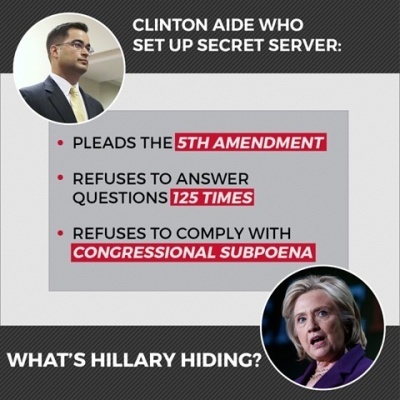 CLINTON AIDE WHO
SET UP SECRET SERVER:
• PLEADS THE 5TH AMENDMENT
• REFUSES TO ANSWER
QUESTIONS 125 TIMES
• REFUSES TO COMPLY WITH
CONGRESSIONAL SUBPOENA
WHAT'S HILLARY HIDING?